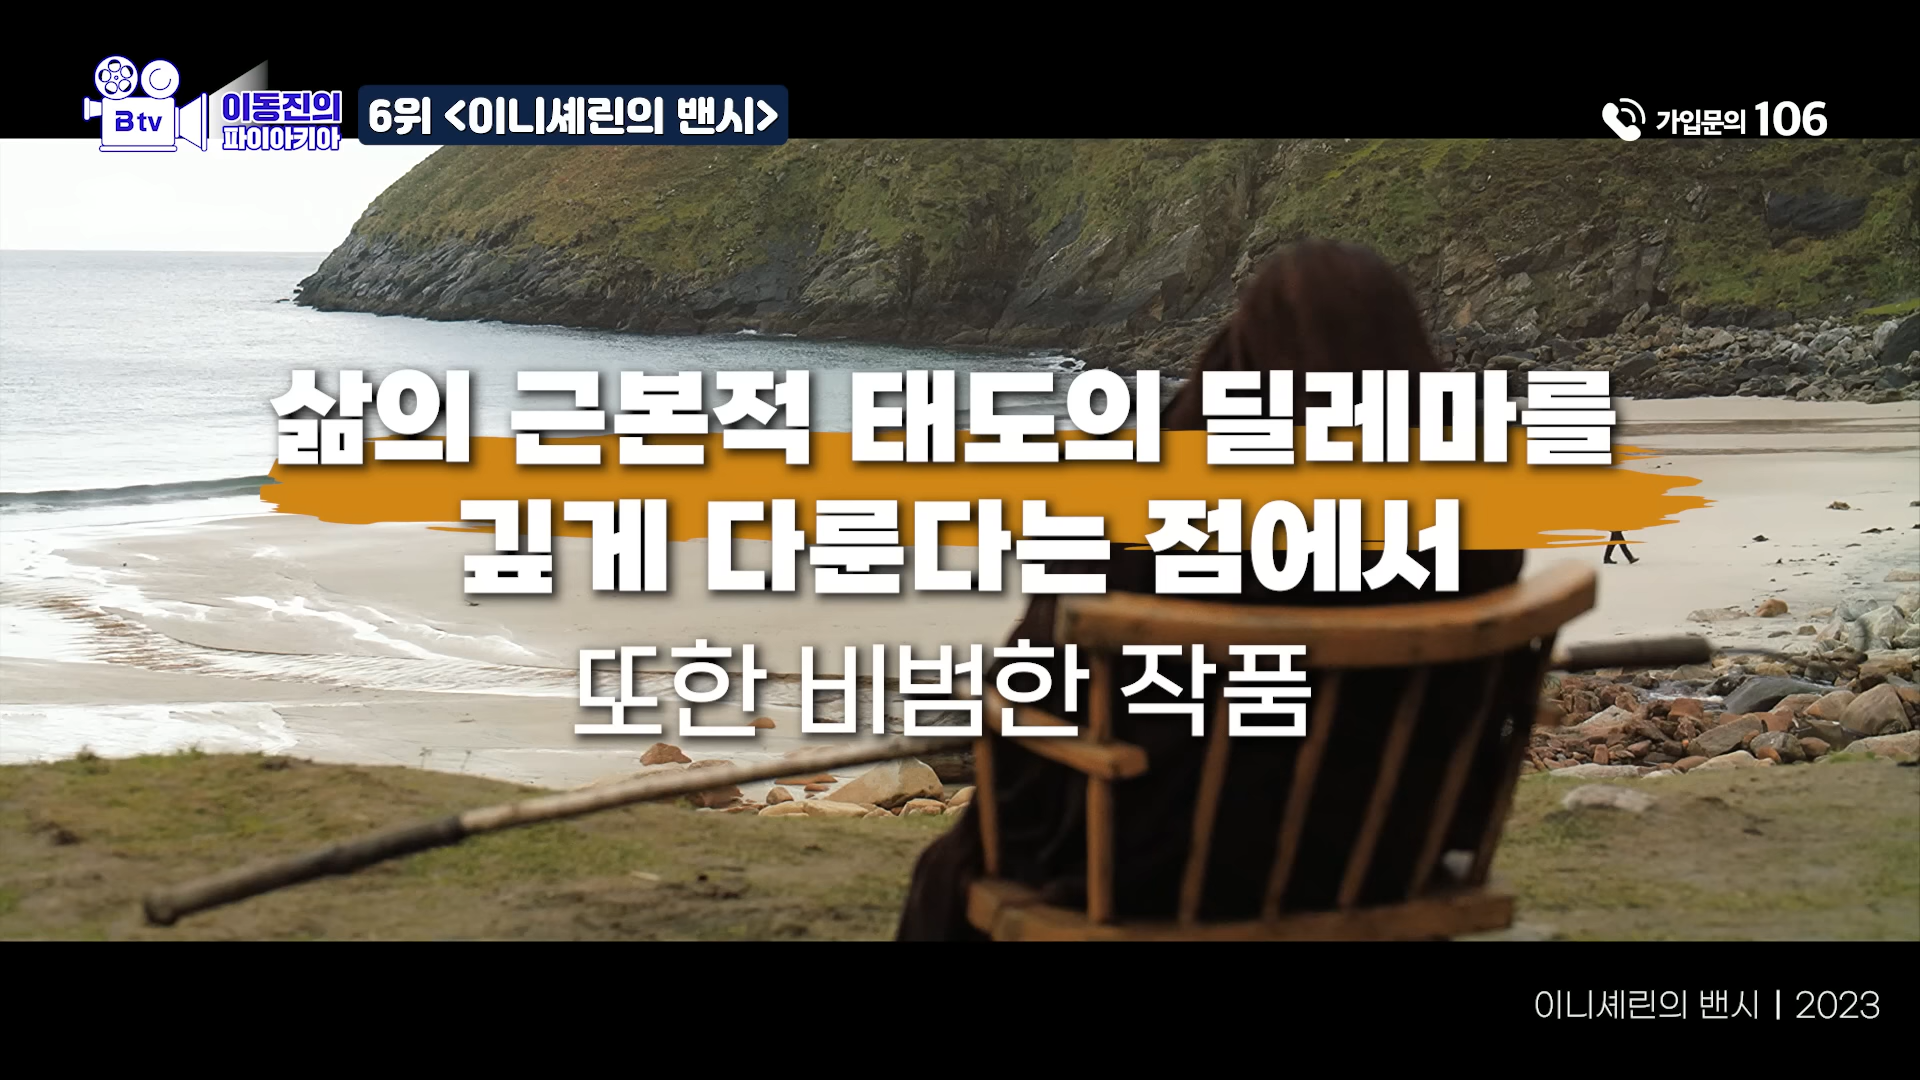 B tv
이동진의
파이아키아
6위 <이니셰린의 밴시>
가입문의 106
삶의 근본적 태도의 딜레마를
깊게 다룬다는 점에서
또한 비범한 작품
이니셰린의 밴시 | 2023